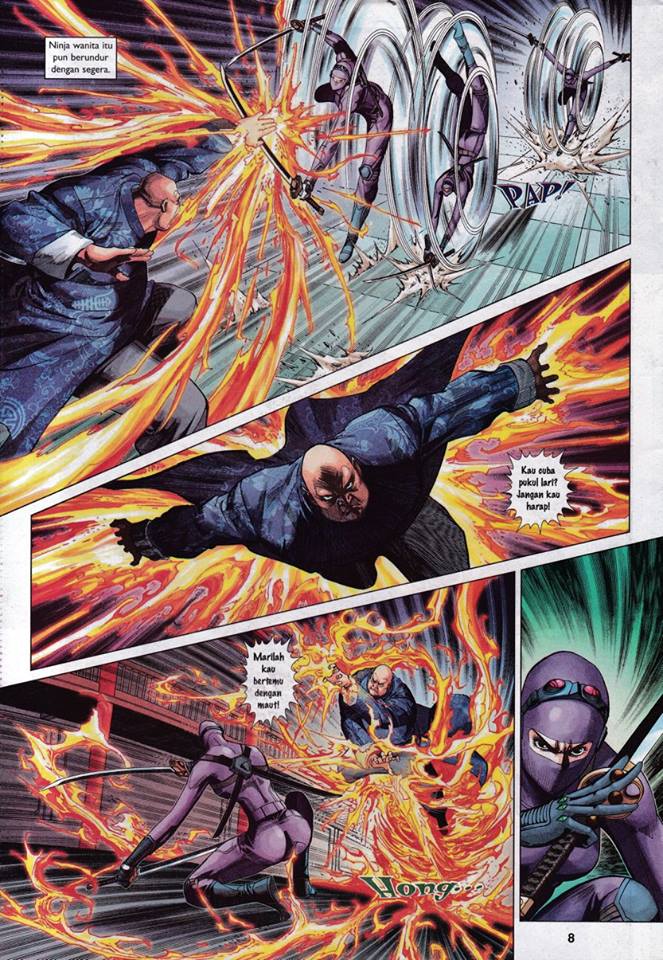 Ninja wanita itu
pun berundur
dengan segera.
PAP!
Kau cuba
pukul lari?
Jangan kau
harap!
Marilah
kau
bertemu
dengan
maut!
Hong...
8